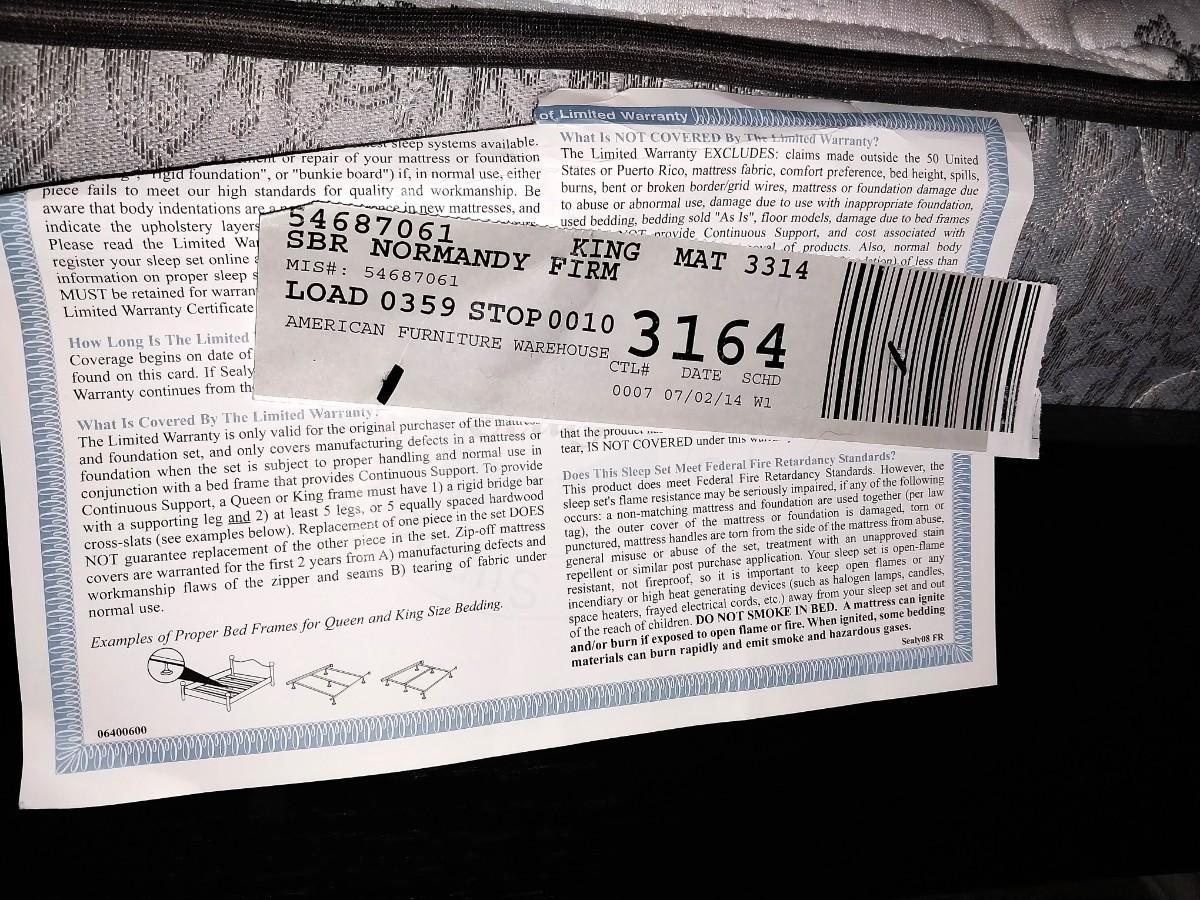 of Limited Warranty
sleep systems available.
or repair of your mattress or foundation
rigid foundation", or "bunkie board") if, in normal use, either
piece fails to meet our high standards for quality and workmanship. Be
aware that body indentations are in new mattresses, and
indicate the upholstery layers
Please read the Limited
register your sleep set online
information on proper sleep
MUST be retained for
Limited Warranty Certificate
How Long Is The Limited
Coverage begins on date of
found on this card. If Sealy
Warranty continues from
What Is Covered By The Limited Warranty?
The Limited Warranty is only valid for the original purchaser of the
and foundation set, and only covers manufacturing defects in a mattress or
foundation when the set is subject to proper handling and normal use in
conjunction with a bed frame that provides Continuous Support. To provide
Continuous Support, a Queen or King frame must have 1) a rigid bridge bar
with a supporting leg and 2) at least 5 legs, or 5 equally spaced hardwood
cross-slats (see examples below). Replacement of one piece in the set DOES
NOT guarantee replacement of the other piece in the set. Zip-off mattress
covers are warranted for the first 2 years from A) manufacturing defects and
workmanship flaws of the zipper and seams B) tearing of fabric under
normal use.
Examples of Proper Bed Frames for Queen and King Size Bedding.
06400600
What Is NOT COVERED By The Limited Warranty?
The Limited Warranty EXCLUDES: claims made outside the 50 United
States or Puerto Rico, mattress fabric, comfort preference, bed height, spills,
burns, bent or broken border/grid wires, mattress or foundation damage due
to abuse or abnormal use, damage due to use with inappropriate foundation,
used bedding, bedding sold "As Is", floor models, damage due to bed frames
provide Continuous Support, and cost associated with
of products. Also, normal body
of less than
54687061 KING MAT 3314
SBR NORMANDY FIRM
MIS#: 54687061
LOAD 0359 STOP 0010 3164
AMERICAN FURNITURE WAREHOUSE
CTL# DATE SCHD
0007 07/02/14 W1
that the
tear, IS NOT COVERED under this
Does This Sleep Set Meet Federal Fire Retardancy Standards?
This product does meet Federal Fire Retardancy Standards. However, the
sleep set's flame resistance may be seriously impaired, if any of the following
occurs: a non-matching mattress and foundation are used together (per law
tag), the outer cover of the mattress or foundation is damaged, torn or
punctured, mattress handles are torn from the side of the mattress from abuse,
general misuse or abuse of the set, treatment with an unapproved stain
repellent or similar post purchase application. Your sleep set is open-flame
resistant, not fireproof, so it is important to keep open flames or any
incendiary or high heat generating devices (such as halogen lamps, candles,
space heaters, frayed electrical cords, etc.) away from your sleep set and out
of the reach of children. DO NOT SMOKE IN BED. A mattress can ignite
and/or burn if exposed to open flame or fire. When ignited, some bedding
materials can burn rapidly and emit smoke and hazardous gases.
Sealy08 FR